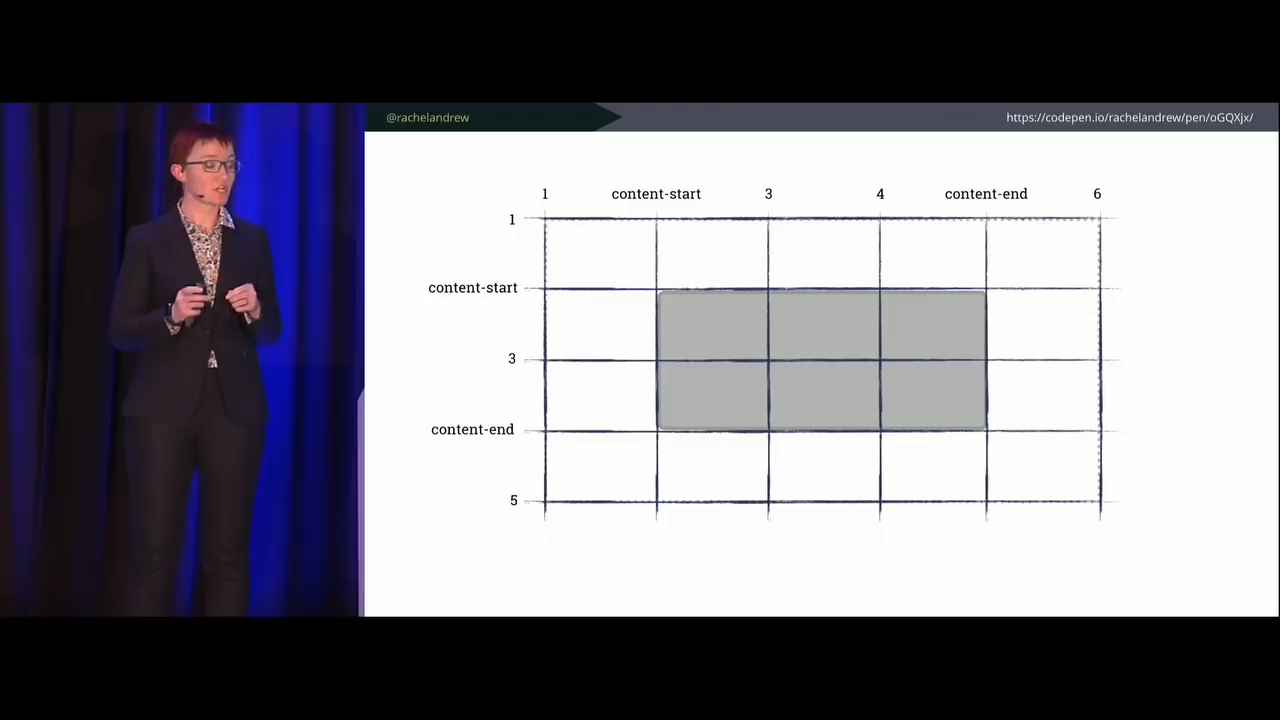 @rachelandrew
https://codepen.io/rachelandrew/pen/oGQXjx/
1 content-start 3 4 content-end 6
1
content-start
3
content-end
5